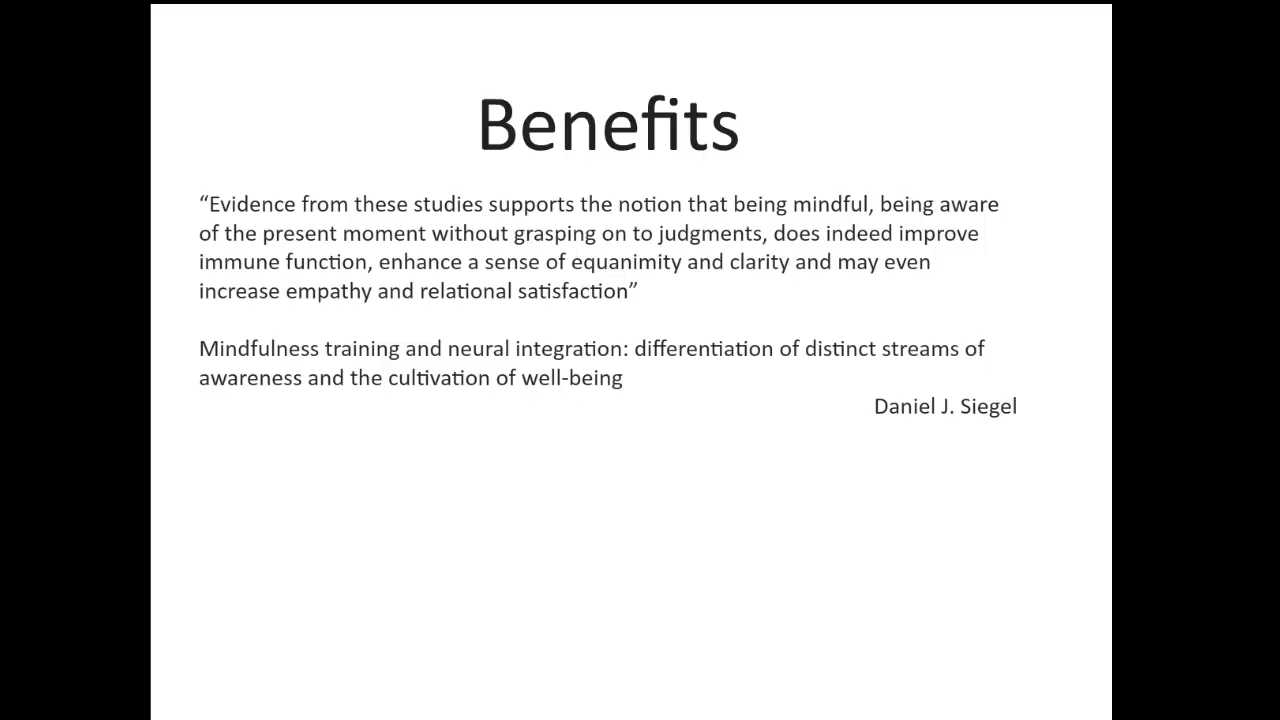 Benefits
“Evidence from these studies supports the notion that being mindful, being aware
of the present moment without grasping on to judgments, does indeed improve
immune function, enhance a sense of equanimity and clarity and may even
increase empathy and relational satisfaction”
Mindfulness training and neural integration: differentiation of distinct streams of
awareness and the cultivation of well-being
Daniel J. Siegel